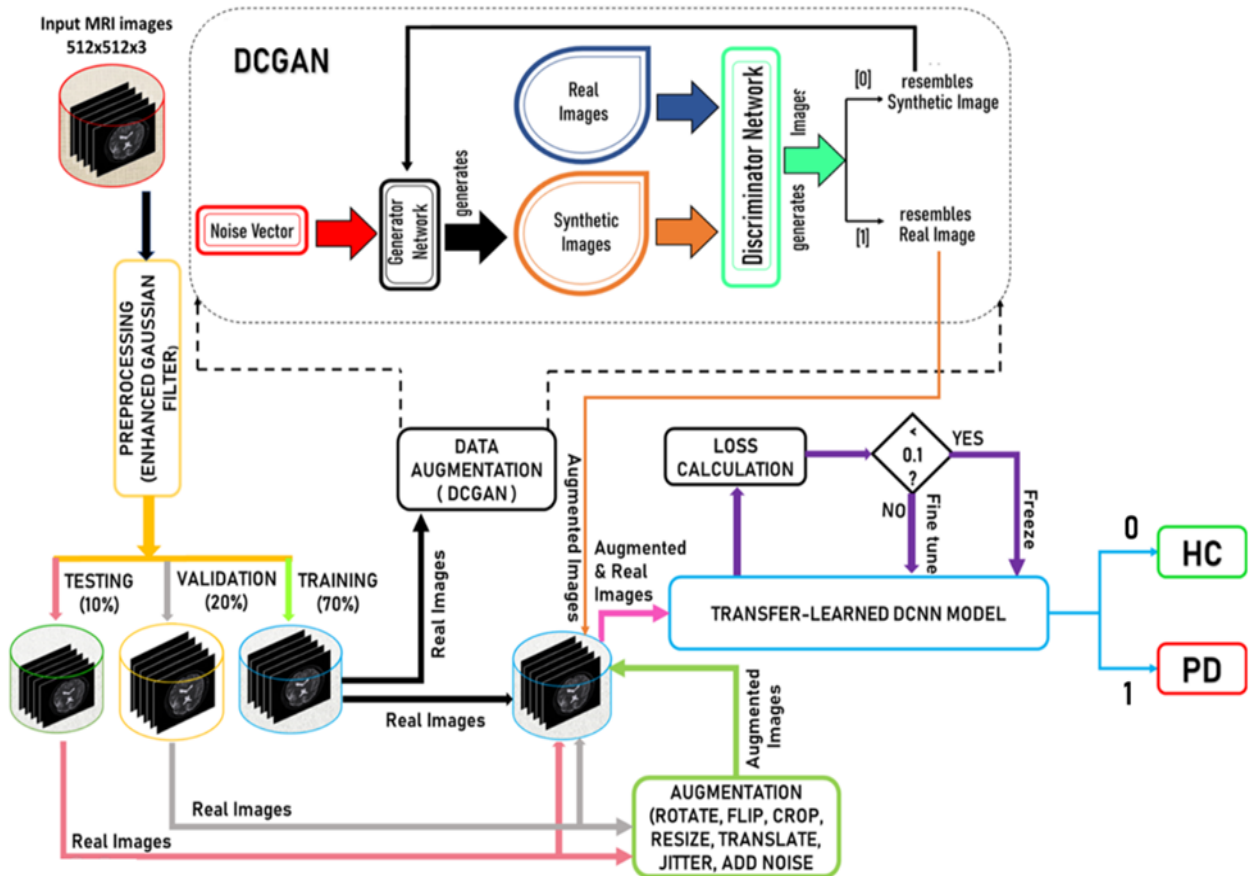 Input MRI images
512x512x3
DCGAN
Real
Images
Noise Vector
Generator
Network
generates
Synthetic
Images
Discriminator Network
generates
Images
[0]
resembles
Synthetic Image
[1]
resembles
Real Image
PREPROCESSING
(ENHANCED GAUSSIAN
FILTER)
DATA
AUGMENTATION
( DCGAN )
LOSS
CALCULATION
<
0.1
?
YES
NO
Fine tune
Freeze
TESTING
(10%)
VALIDATION
(20%)
TRAINING
(70%)
Real Images
Augmented Images
Augmented
& Real
Images
TRANSFER-LEARNED DCNN MODEL
0
HC
1
PD
Real Images
Augmented
Images
Real Images
Real Images
AUGMENTATION
(ROTATE, FLIP, CROP,
RESIZE, TRANSLATE,
JITTER, ADD NOISE